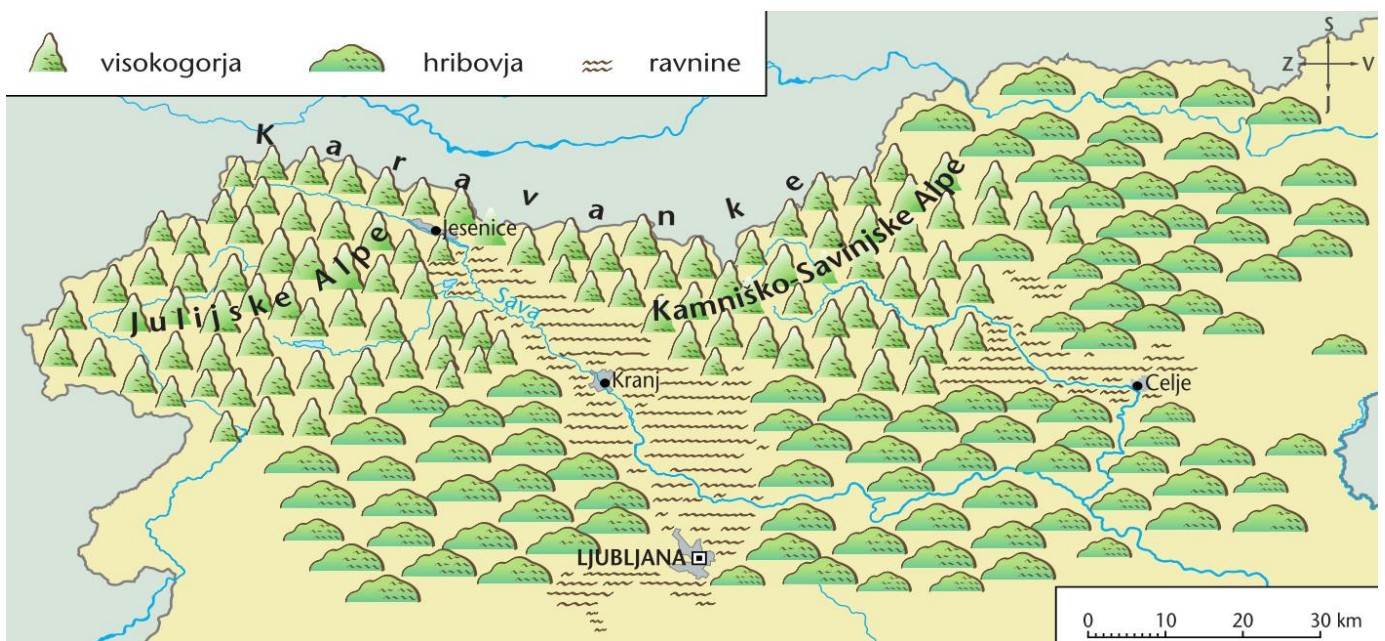 visokogorja
hribovja
ravnine
S
Z V
J
Karavanke
Jesenice
Julijske Alpe
Kamniško-Savinjske Alpe
Sava
Kranj
Celje
LJUBLJANA
0 10 20 30 km